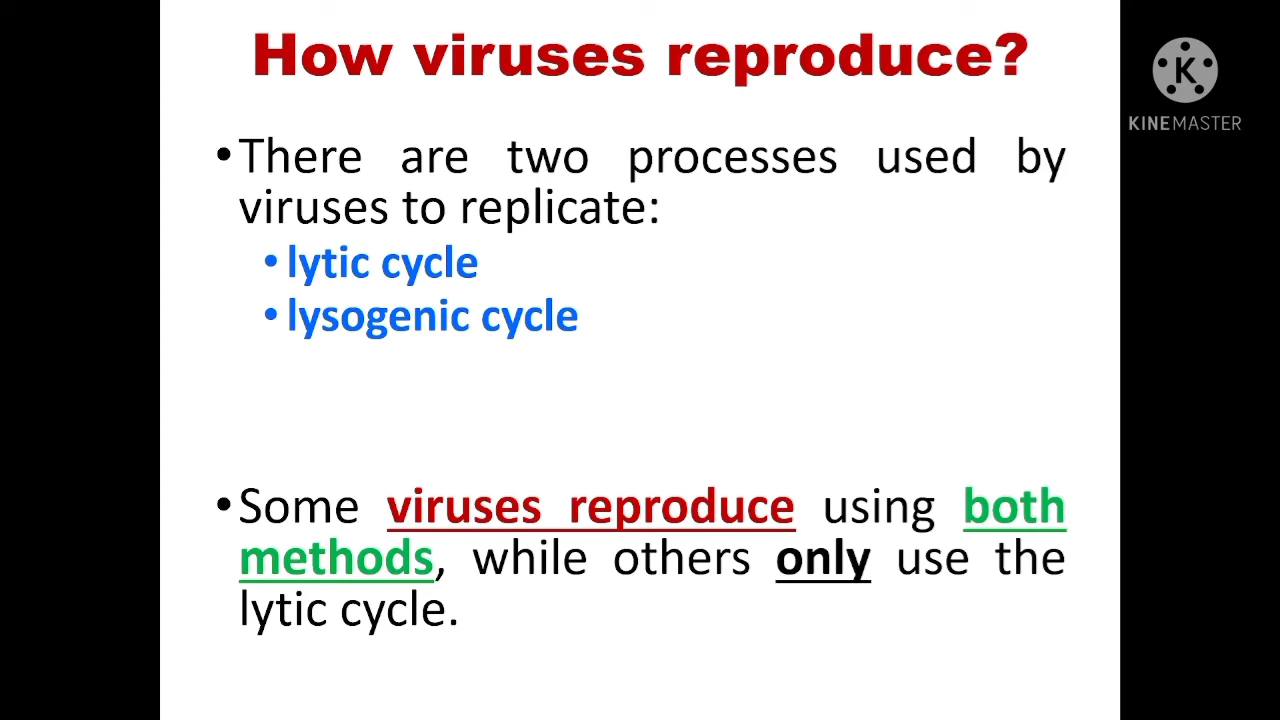 How viruses reproduce?
KINEMASTER
•There are two processes used by
viruses to replicate:
•lytic cycle
•lysogenic cycle
•Some viruses reproduce using both
methods, while others only use the
lytic cycle.